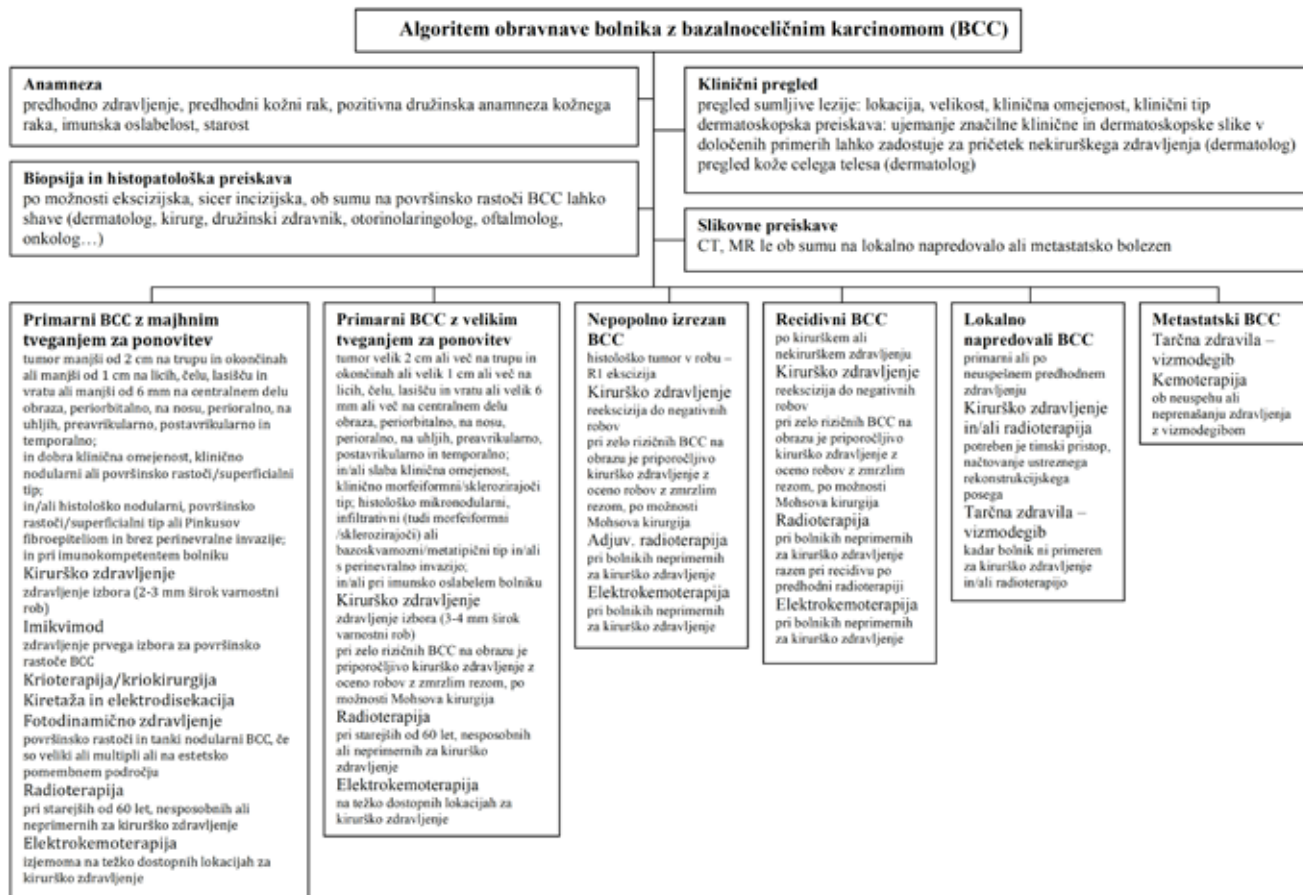 Algoritem obravnave bolnika z bazalnoceličnim karcinomom (BCC)
Anamneza
predhodno zdravljenje, predhodni kožni rak, pozitivna družinska anamneza kožnega
raka, imunska oslabelost, starost
Klinični pregled
pregled sumljive lezije: lokacija, velikost, klinična omejenost, klinični tip
dermatoskopska preiskava: ujemanje značilne klinične in dermatoskopske slike v
določenih primerih lahko zadostuje za pričetek nekirurškega zdravljenja (dermatolog)
pregled kože celega telesa (dermatolog)
Biopsija in histopatološka preiskava
po možnosti ekscizijska, sicer incizijska, ob sumu na površinsko rastoči BCC lahko
shave (dermatolog, kirurg, družinski zdravnik, otorinolaringolog, oftalmolog,
onkolog…)
Slikovne preiskave
CT, MR le ob sumu na lokalno napredovalo ali metastatsko bolezen
Primarni BCC z majhnim
tveganjem za ponovitev
tumor manjši od 2 cm na trupu in okončinah
ali manjši od 1 cm na licih, čelu, lasišču in
vratu ali manjši od 6 mm na centralnem delu
obraza, periorbitalno, na nosu, perioralno, na
uhljih, preavrikularno, postavrikularno in
temporalno;
in dobra klinična omejenost, klinično
nodularni ali površinsko rastoči/superficialni
tip;
in/ali histološko nodularni, površinsko
rastoči/superficialni tip ali Pinkusov
fibroepiteliom in brez perinevralne invazije;
in pri imunokompetentem bolniku
Kirurško zdravljenje
zdravljenje izbora (2-3 mm širok varnostni
rob)
Imikvimod
zdravljenje prvega izbora za površinsko
rastoče BCC
Krioterapija/kriokirurgija
Kiretaža in elektrodisekacija
Fotodinamično zdravljenje
površinsko rastoči in tanki nodularni BCC, če
so veliki ali multipli ali na estetsko
pomembnem področju
Radioterapija
pri starejših od 60 let, nesposobnih ali
neprimernih za kirurško zdravljenje
Elektrokemoterapija
izjemoma na težko dostopnih lokacijah za
kirurško zdravljenje
Primarni BCC z velikim
tveganjem za ponovitev
tumor velik 2 cm ali več na trupu in
okončinah ali velik 1 cm ali več na
licih, čelu, lasišču in vratu ali velik 6
mm ali več na centralnem delu
obraza, periorbitalno, na nosu,
perioralno, na uhljih, preavrikularno,
postavrikularno in temporalno;
in/ali slaba klinična omejenost,
klinično morfeiformni/sklerozirajoči
tip; histološko mikronodularni,
infiltrativni (tudi morfeiformni
/sklerozirajoči) ali
bazoskvamozni/metatipični tip in/ali
s perinevralno invazijo;
in/ali pri imunsko oslabelem bolniku
Kirurško zdravljenje
zdravljenje izbora (3-4 mm širok
varnostni rob)
pri zelo rizičnih BCC na obrazu je
priporočljivo kirurško zdravljenje z
oceno robov z zmrzlim rezom, po
možnosti Mohsova kirurgija
Radioterapija
pri starejših od 60 let, nesposobnih
ali neprimernih za kirurško
zdravljenje
Elektrokemoterapija
na težko dostopnih lokacijah za
kirurško zdravljenje
Nepopolno izrezan
BCC
histološko tumor v robu –
R1 ekscizija
Kirurško zdravljenje
reekscizija do negativnih
robov
pri zelo rizičnih BCC na
obrazu je priporočljivo
kirurško zdravljenje z
oceno robov z zmrzlim
rezom, po možnosti
Mohsova kirurgija
Adjuv. radioterapija
pri bolnikih neprimernih
za kirurško zdravljenje
Elektrokemoterapija
pri bolnikih neprimernih
za kirurško zdravljenje
Recidivni BCC
po kiruškem ali
nekiruškem zdravljenju
Kirurško zdravljenje
reekscizija do negativnih
robov
pri zelo rizičnih BCC na
obrazu je priporočljivo
kirurško zdravljenje z
oceno robov z zmrzlim
rezom, po možnosti
Mohsova kirurgija
Radioterapija
pri bolnikih neprimernih
za kirurško zdravljenje
razen pri recidivu po
predhodni radioterapiji
Elektrokemoterapija
pri bolnikih neprimernih
za kirurško zdravljenje
Lokalno
napredovali BCC
primarni ali po
neuspešnem predhodnem
zdravljenju
Kirurško zdravljenje
in/ali radioterapija
potreben je timski pristop,
načtovanje ustreznega
rekonstrukcijskega
posega
Tarčna zdravila –
vizmodegib
kadar bolnik ni primeren
za kirurško zdravljenje
in/ali radioterapijo
Metastatski BCC
Tarčna zdravila –
vizmodegib
Kemoterapija
ob neuspehu ali
neprenašanju zdravljenja
z vizmodegibom